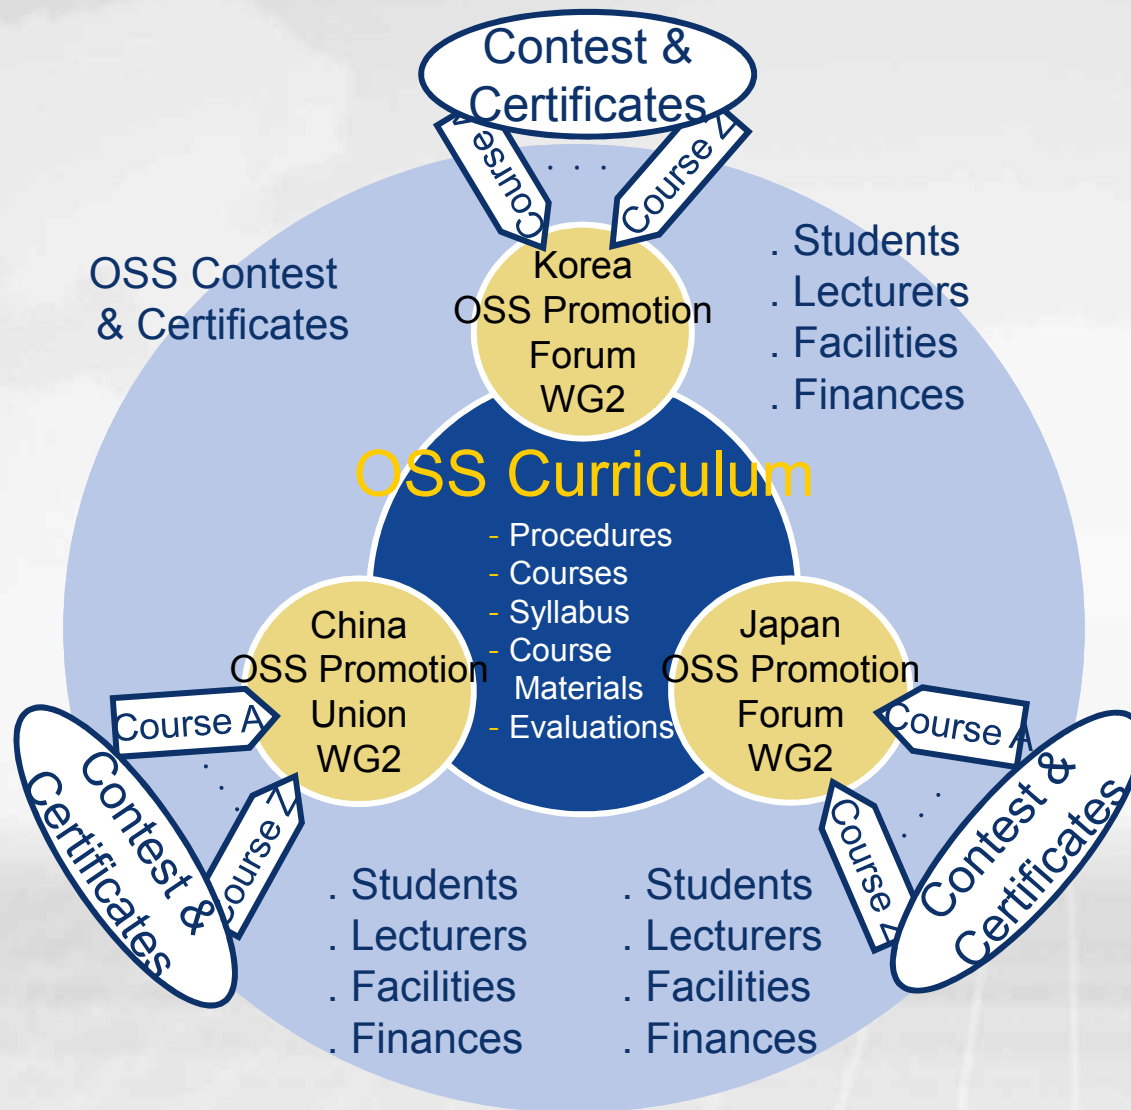 Contest &
Certificates
Course A
. . .
Course Z
OSS Contest
& Certificates
. Students
. Lecturers
. Facilities
. Finances
Korea
OSS Promotion
Forum
WG2
OSS Curriculum
- Procedures
- Courses
- Syllabus
- Course
Materials
- Evaluations
China
OSS Promotion
Union
WG2
Japan
OSS Promotion
Forum
WG2
Course A
. . .
Course Z
Contest &
Certificates
Course A
. . .
Course Z
Contest &
Certificates
. Students
. Lecturers
. Facilities
. Finances
. Students
. Lecturers
. Facilities
. Finances